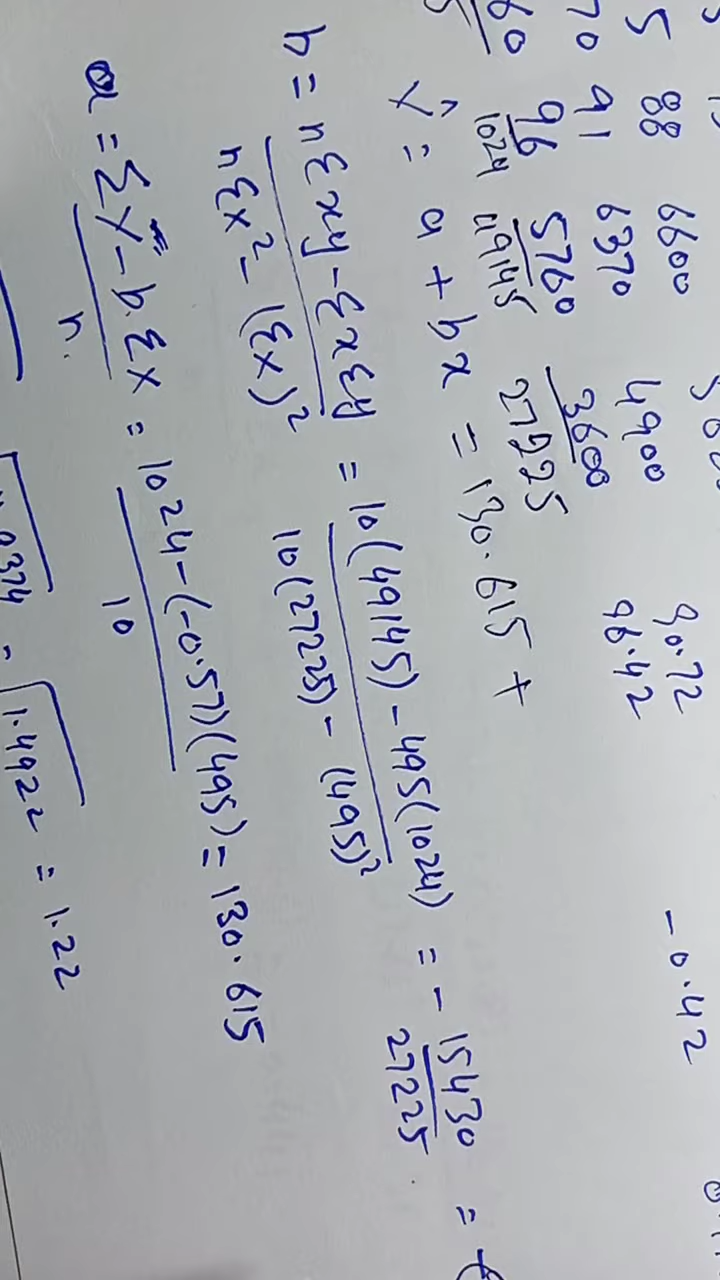 5 88 6600 90.72 -0.42
70 91 6370 4900 96.42
60 96 5760 3600
1024 49145 27225
Ŷ = a + bx = 130.615 +
b = nΣxy - ΣxΣy / nΣx² - (Σx)² = 10(49145) - 495(1024) / 10(27225) - (495)² = - 15430 / 27225 =
a = ΣY - b.Σx / n. = 1024 - (-0.57)(495) / 10 = 130.615
= √1.4922 = 1.22